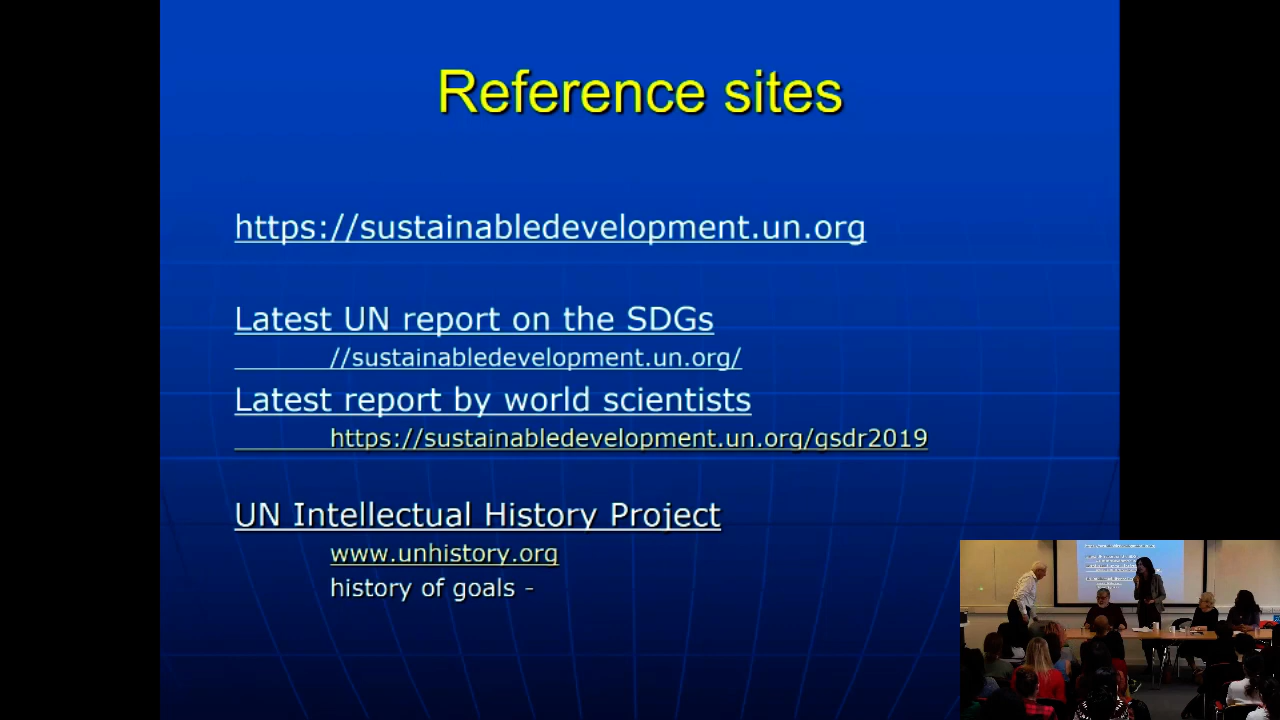 Reference sites
https://sustainabledevelopment.un.org
Latest UN report on the SDGs
//sustainabledevelopment.un.org/
Latest report by world scientists
https://sustainabledevelopment.un.org/gsdr2019
UN Intellectual History Project
www.unhistory.org
history of goals -